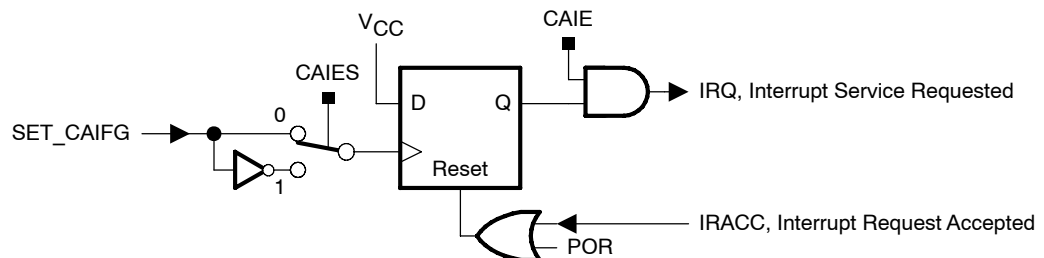 VCC
CAIE
CAIES
D
Q
IRQ, Interrupt Service Requested
0
SET_CAIFG
Reset
1
IRACC, Interrupt Request Accepted
POR